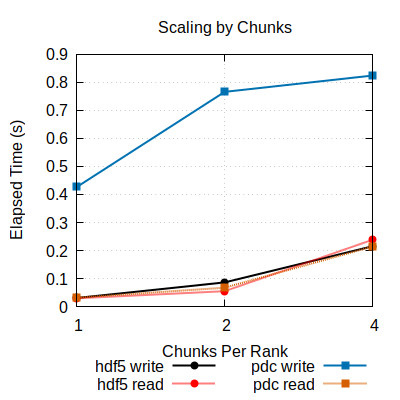 Scaling by Chunks
Elapsed Time (s)
0.9
0.8
0.7
0.6
0.5
0.4
0.3
0.2
0.1
0
1 2 4
Chunks Per Rank
hdf5 write pdc write
hdf5 read pdc read